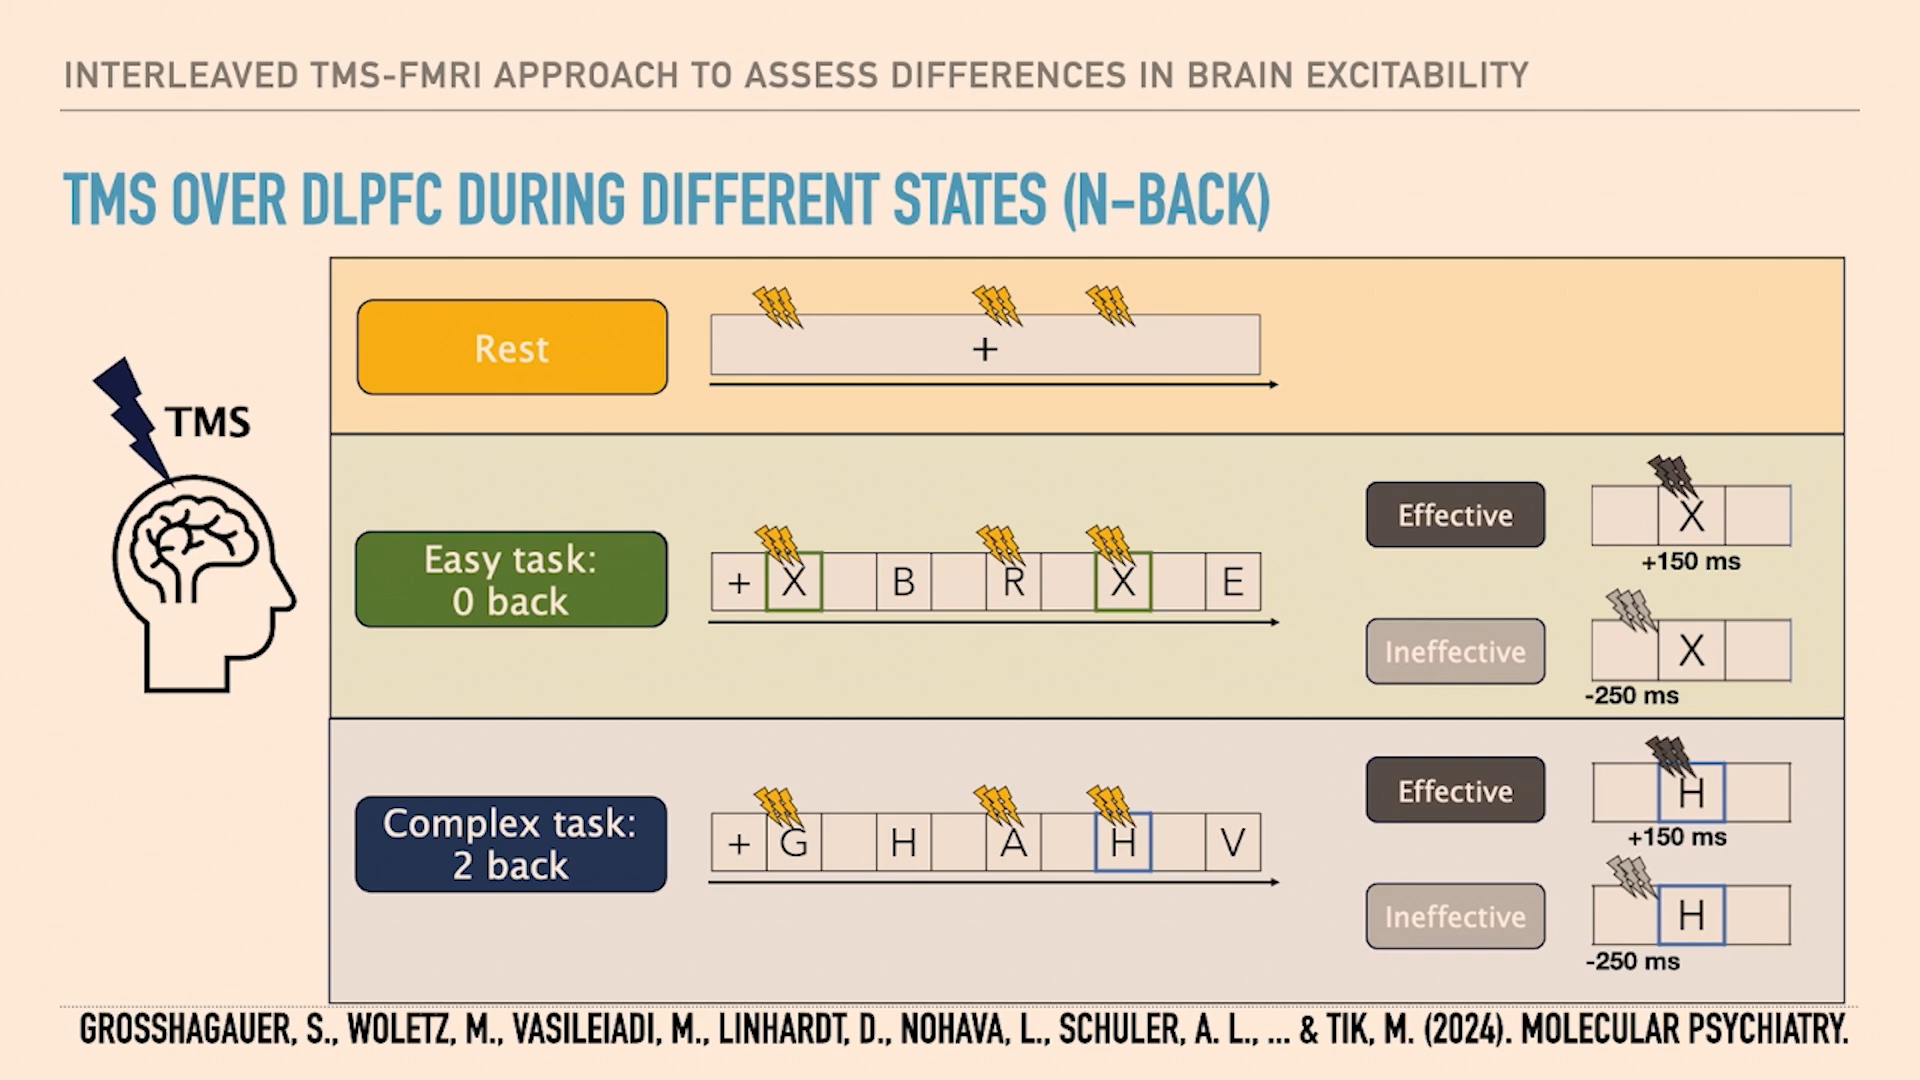 INTERLEAVED TMS-FMRI APPROACH TO ASSESS DIFFERENCES IN BRAIN EXCITABILITY
TMS OVER DLPFC DURING DIFFERENT STATES (N-BACK)
TMS
Rest
+
Easy task:
0 back
+ X B R X E
Effective
X
+150 ms
Ineffective
X
-250 ms
Complex task:
2 back
+ G H A H V
Effective
H
+150 ms
Ineffective
H
-250 ms
GROSSHAGAUER, S., WOLETZ, M., VASILEIADI, M., LINHARDT, D., NOHAVA, L., SCHULER, A. L., ... & TIK, M. (2024). MOLECULAR PSYCHIATRY.